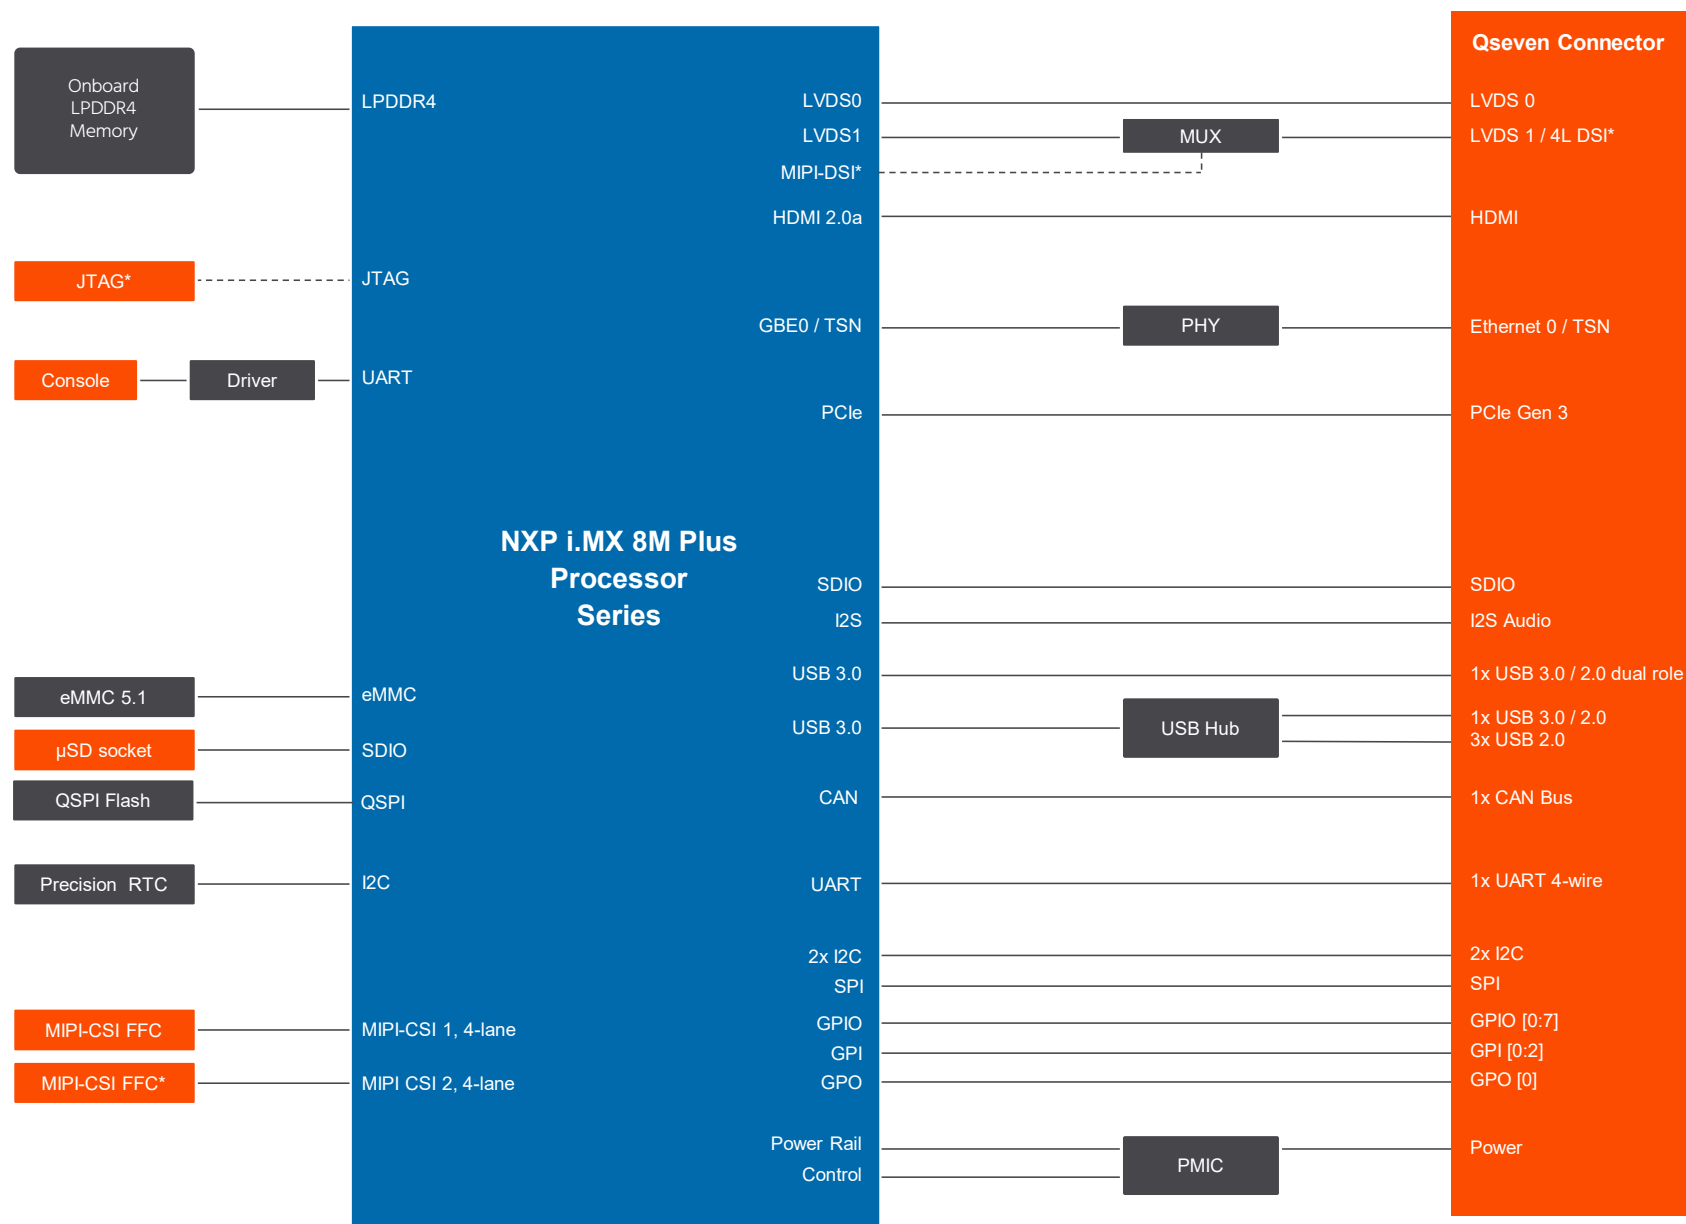 Onboard
LPDDR4
Memory
JTAG*
Console
Driver
eMMC 5.1
µSD socket
QSPI Flash
Precision RTC
MIPI-CSI FFC
MIPI-CSI FFC*
LPDDR4
JTAG
UART
eMMC
SDIO
QSPI
I2C
MIPI-CSI 1, 4-lane
MIPI CSI 2, 4-lane
NXP i.MX 8M Plus
Processor
Series
LVDS0
LVDS1
MIPI-DSI*
HDMI 2.0a
GBE0 / TSN
PCIe
SDIO
I2S
USB 3.0
USB 3.0
CAN
UART
2x I2C
SPI
GPIO
GPI
GPO
Power Rail
Control
MUX
PHY
USB Hub
PMIC
Qseven Connector
LVDS 0
LVDS 1 / 4L DSI*
HDMI
Ethernet 0 / TSN
PCIe Gen 3
SDIO
I2S Audio
1x USB 3.0 / 2.0 dual role
1x USB 3.0 / 2.0
3x USB 2.0
1x CAN Bus
1x UART 4-wire
2x I2C
SPI
GPIO [0:7]
GPI [0:2]
GPO [0]
Power